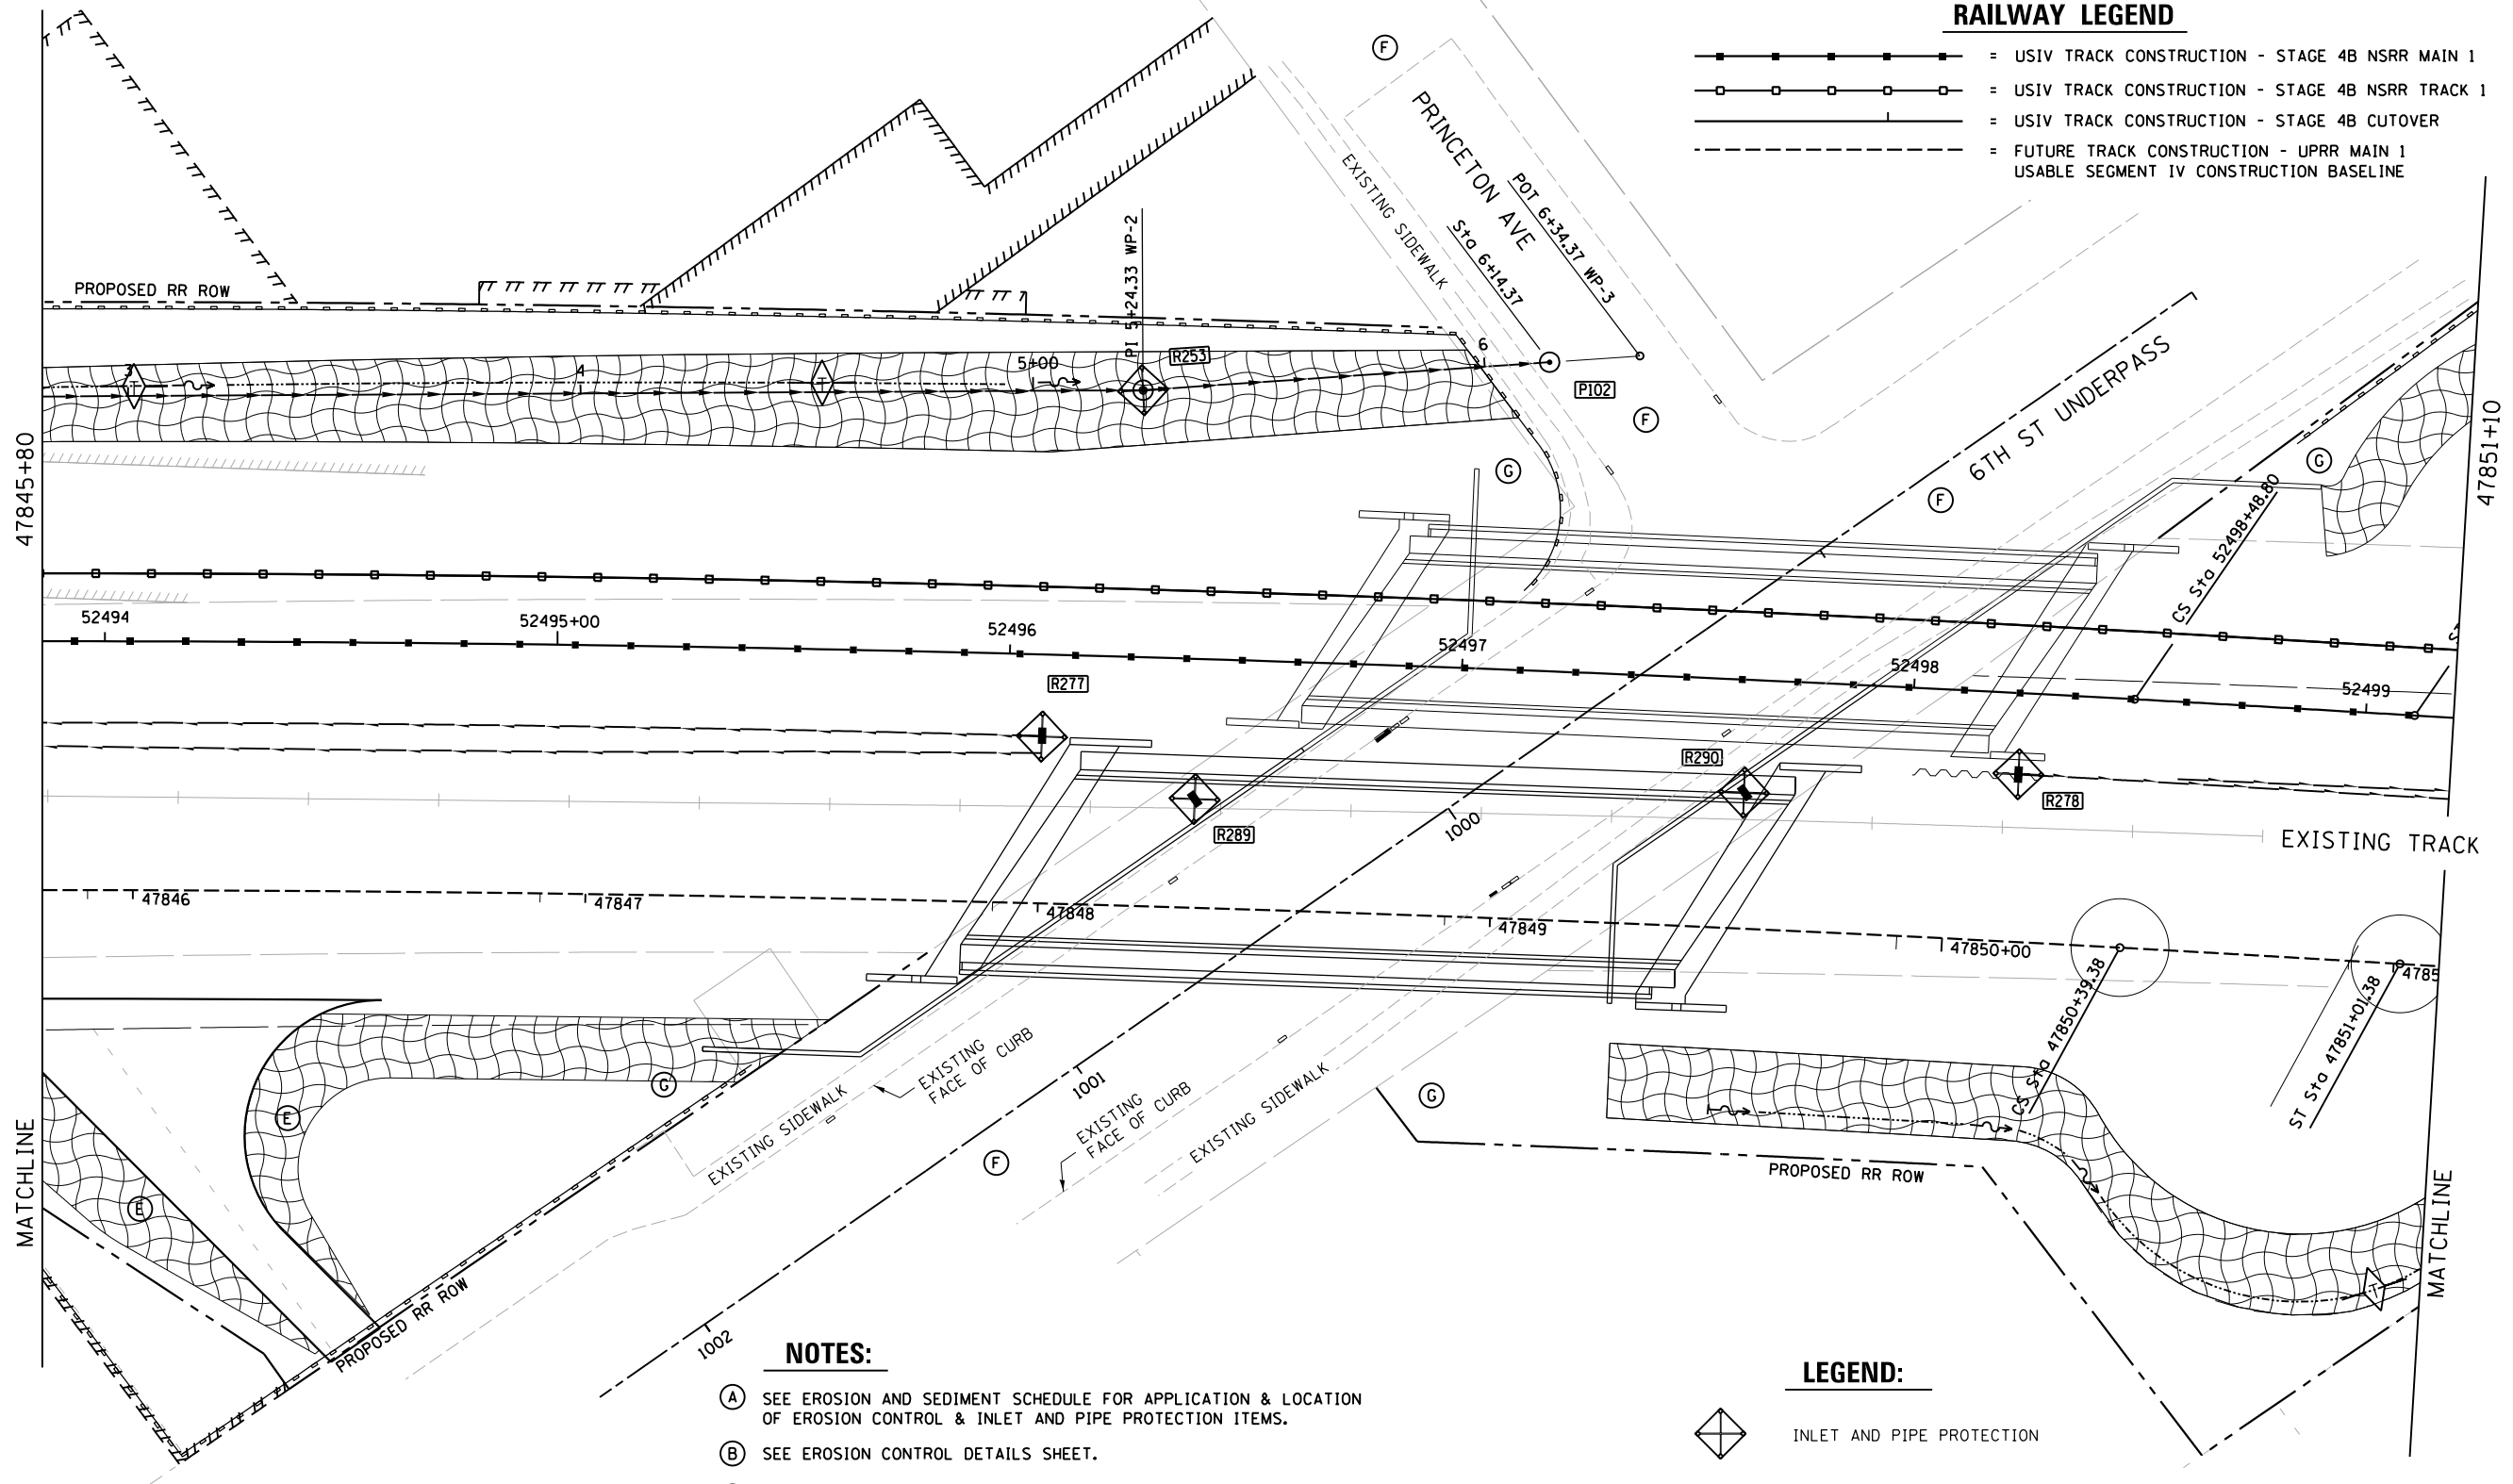 RAILWAY LEGEND
= USIV TRACK CONSTRUCTION - STAGE 4B NSRR MAIN 1
= USIV TRACK CONSTRUCTION - STAGE 4B NSRR TRACK 1
= USIV TRACK CONSTRUCTION - STAGE 4B CUTOVER
= FUTURE TRACK CONSTRUCTION - UPRR MAIN 1
USABLE SEGMENT IV CONSTRUCTION BASELINE
F
PRINCETON AVE
EXISTING SIDEWALK
POT 6+34.37 WP-3
Sta 6+14.37
PI 5+24.33 WP-2
PROPOSED RR ROW
3
T
4
T
5+00
R253
6
P102
F
6TH ST UNDERPASS
F
G
G
47845+80
47851+10
CS Sta 52498+48.80
52494
52495+00
52496
52497
52498
52499
R277
R290
R289
R278
1000
EXISTING TRACK
47846
47847
47848
47849
47850+00
4785
CS Sta 47850+39.38
ST Sta 47851+01.38
G
E
E
EXISTING
FACE OF CURB
EXISTING SIDEWALK
1001
EXISTING
FACE OF CURB
EXISTING SIDEWALK
G
F
PROPOSED RR ROW
MATCHLINE
MATCHLINE
T
PROPOSED RR ROW
1002
NOTES:
A SEE EROSION AND SEDIMENT SCHEDULE FOR APPLICATION & LOCATION
OF EROSION CONTROL & INLET AND PIPE PROTECTION ITEMS.
B SEE EROSION CONTROL DETAILS SHEET.
LEGEND:
INLET AND PIPE PROTECTION